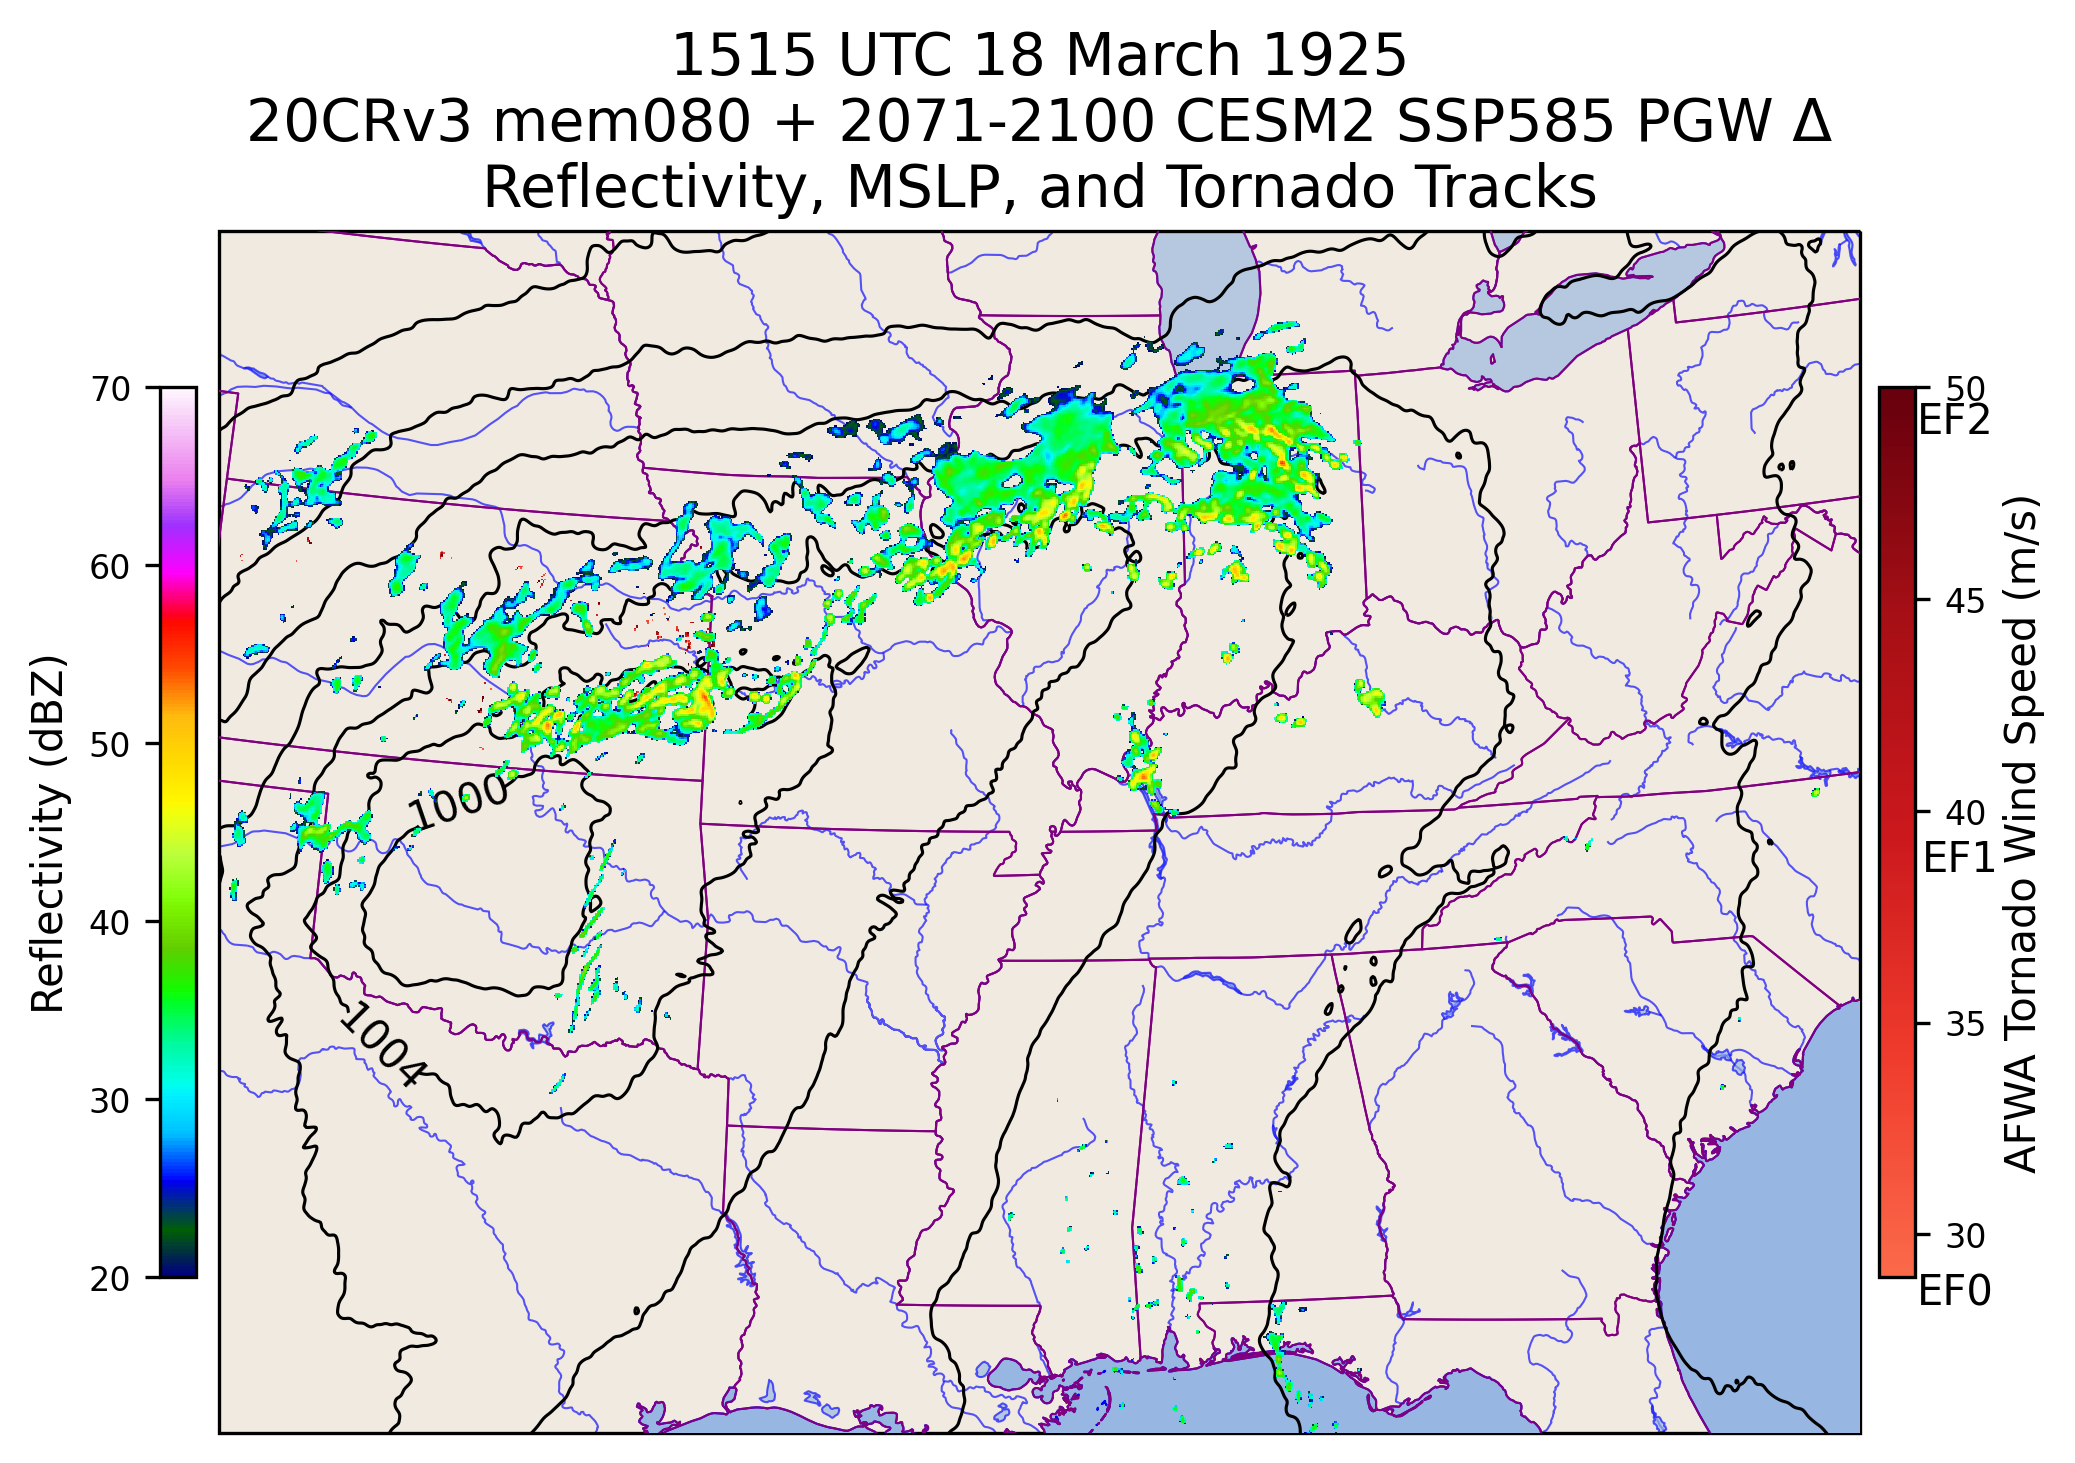 1515 UTC 18 March 1925
20CRv3 mem080 + 2071-2100 CESM2 SSP585 PGW Δ
Reflectivity, MSLP, and Tornado Tracks
70
60
50
40
30
20
Reflectivity (dBZ)
1000
1004
50
EF2
45
40
EF1
35
30
EF0
AFWA Tornado Wind Speed (m/s)